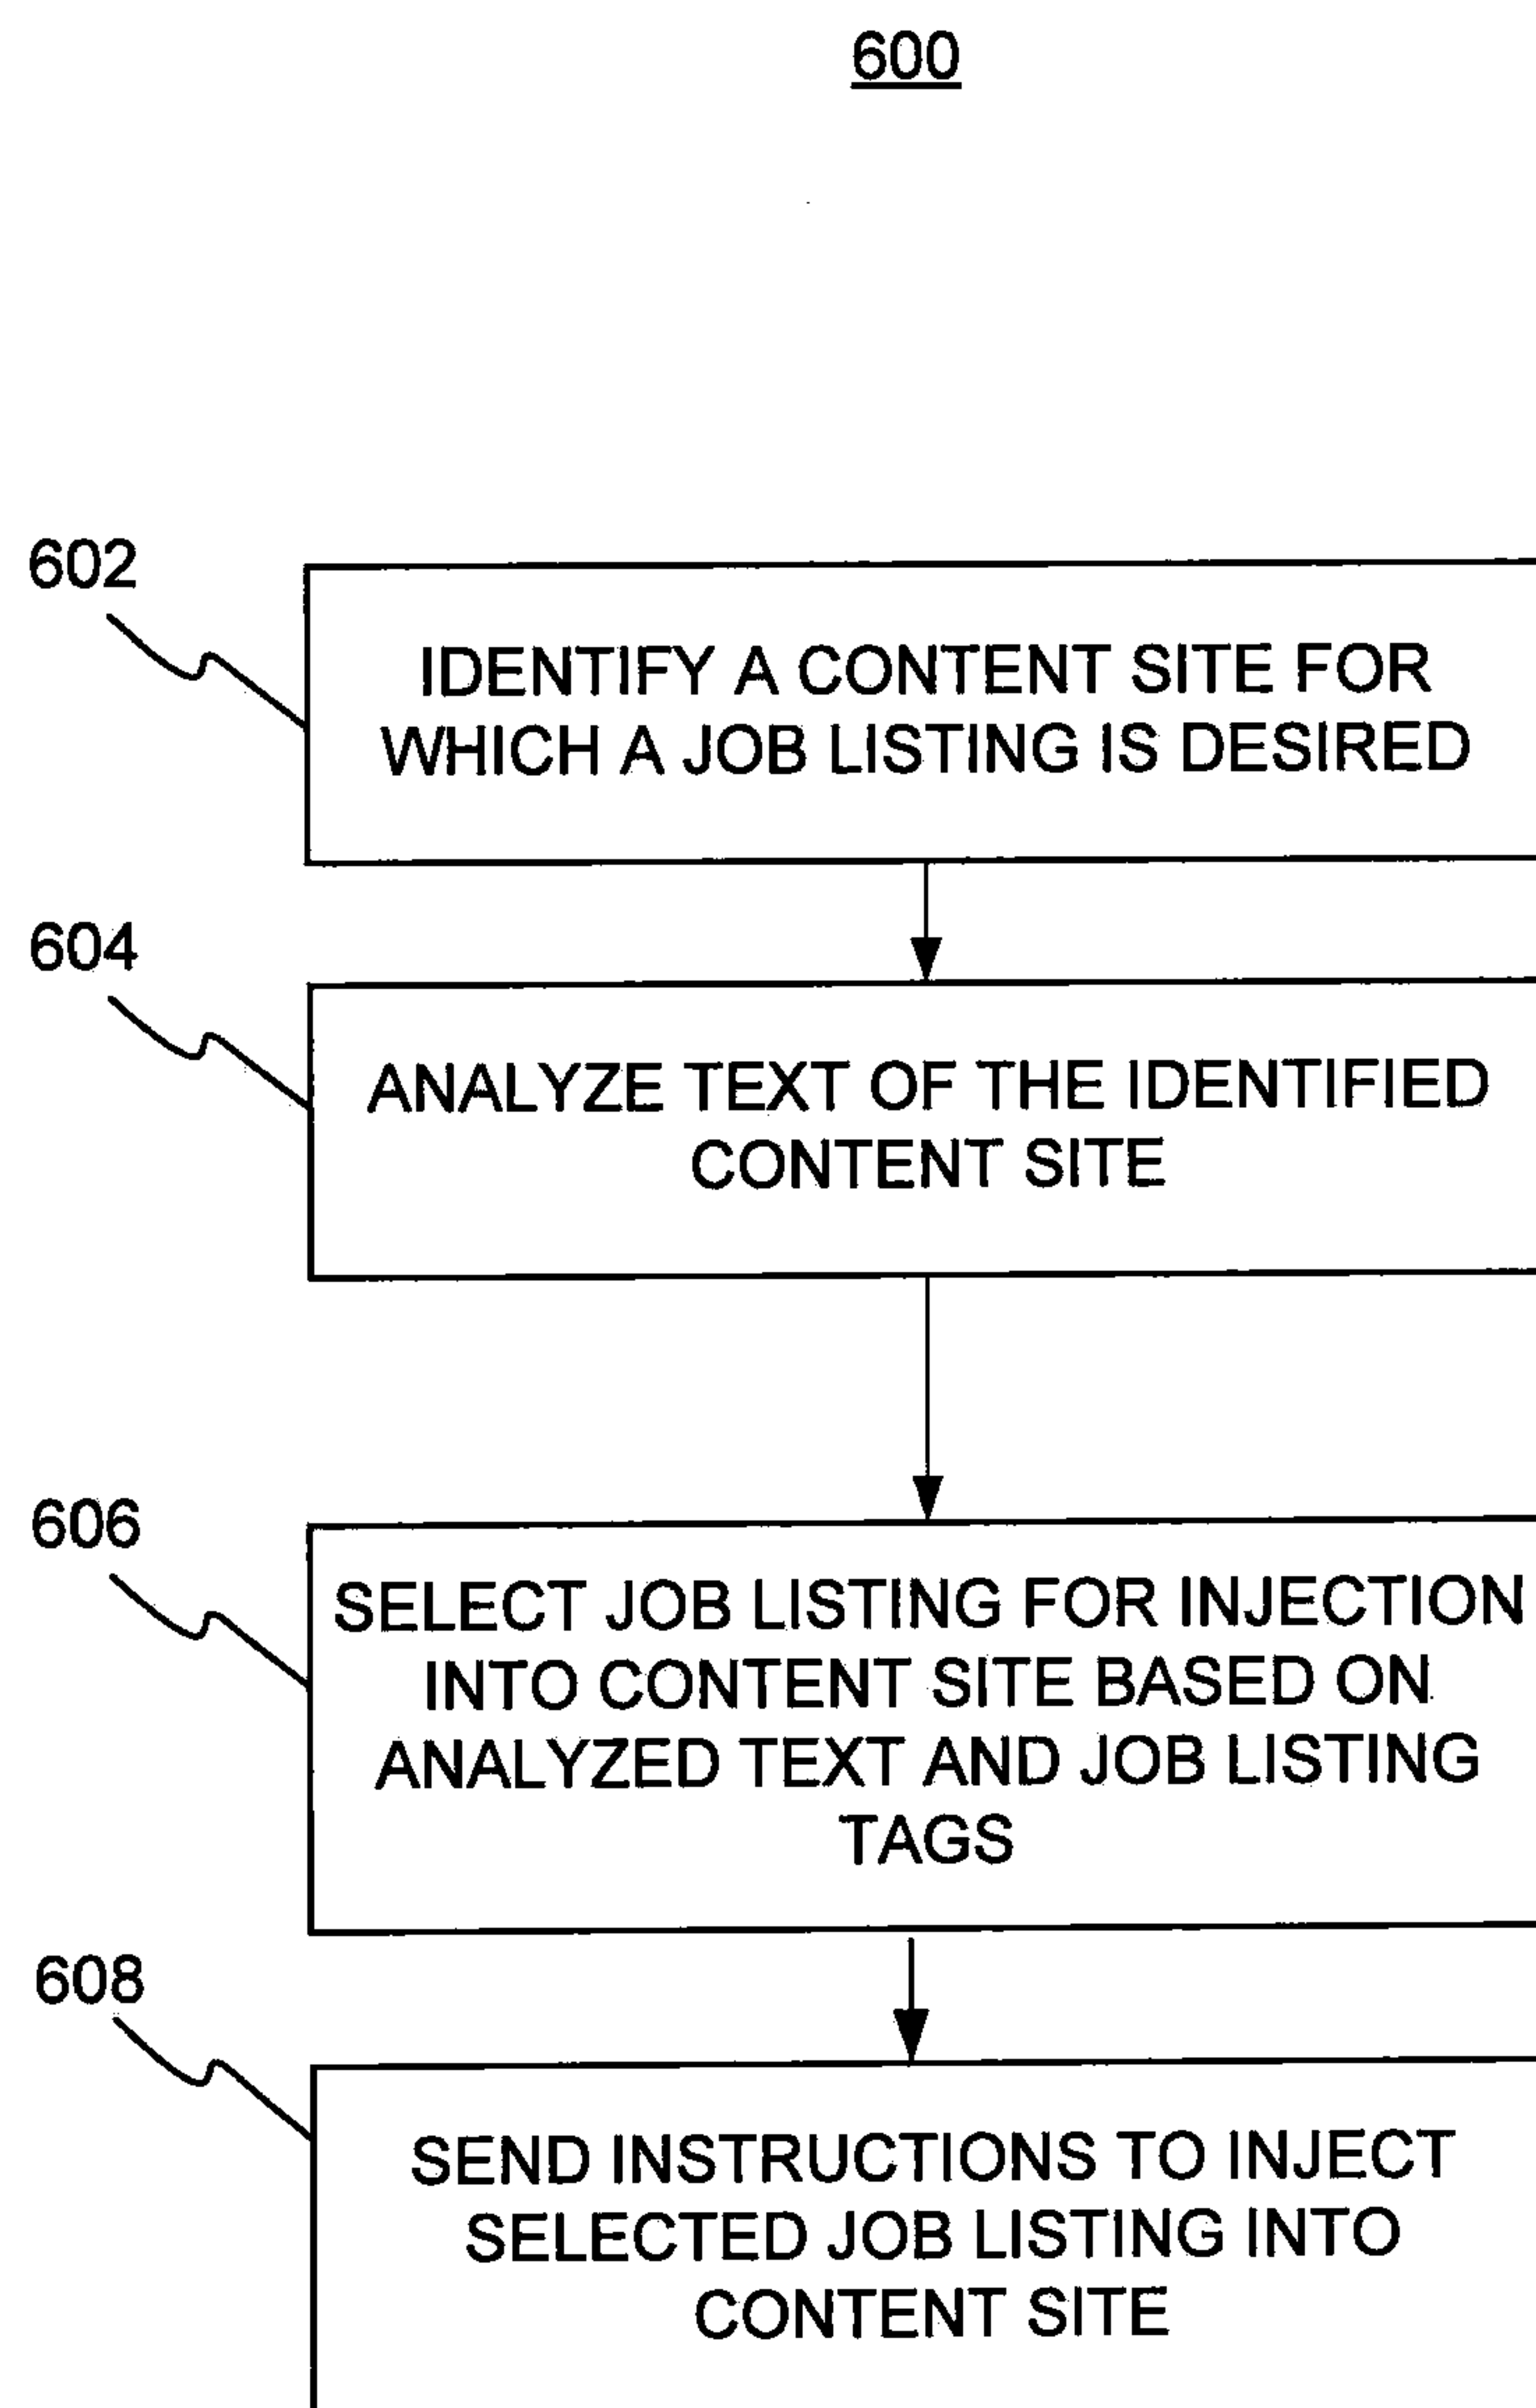 600
602
IDENTIFY A CONTENT SITE FOR
WHICH A JOB LISTING IS DESIRED
604
ANALYZE TEXT OF THE IDENTIFIED
CONTENT SITE
606
SELECT JOB LISTING FOR INJECTION
INTO CONTENT SITE BASED ON
ANALYZED TEXT AND JOB LISTING
TAGS
608
SEND INSTRUCTIONS TO INJECT
SELECTED JOB LISTING INTO
CONTENT SITE